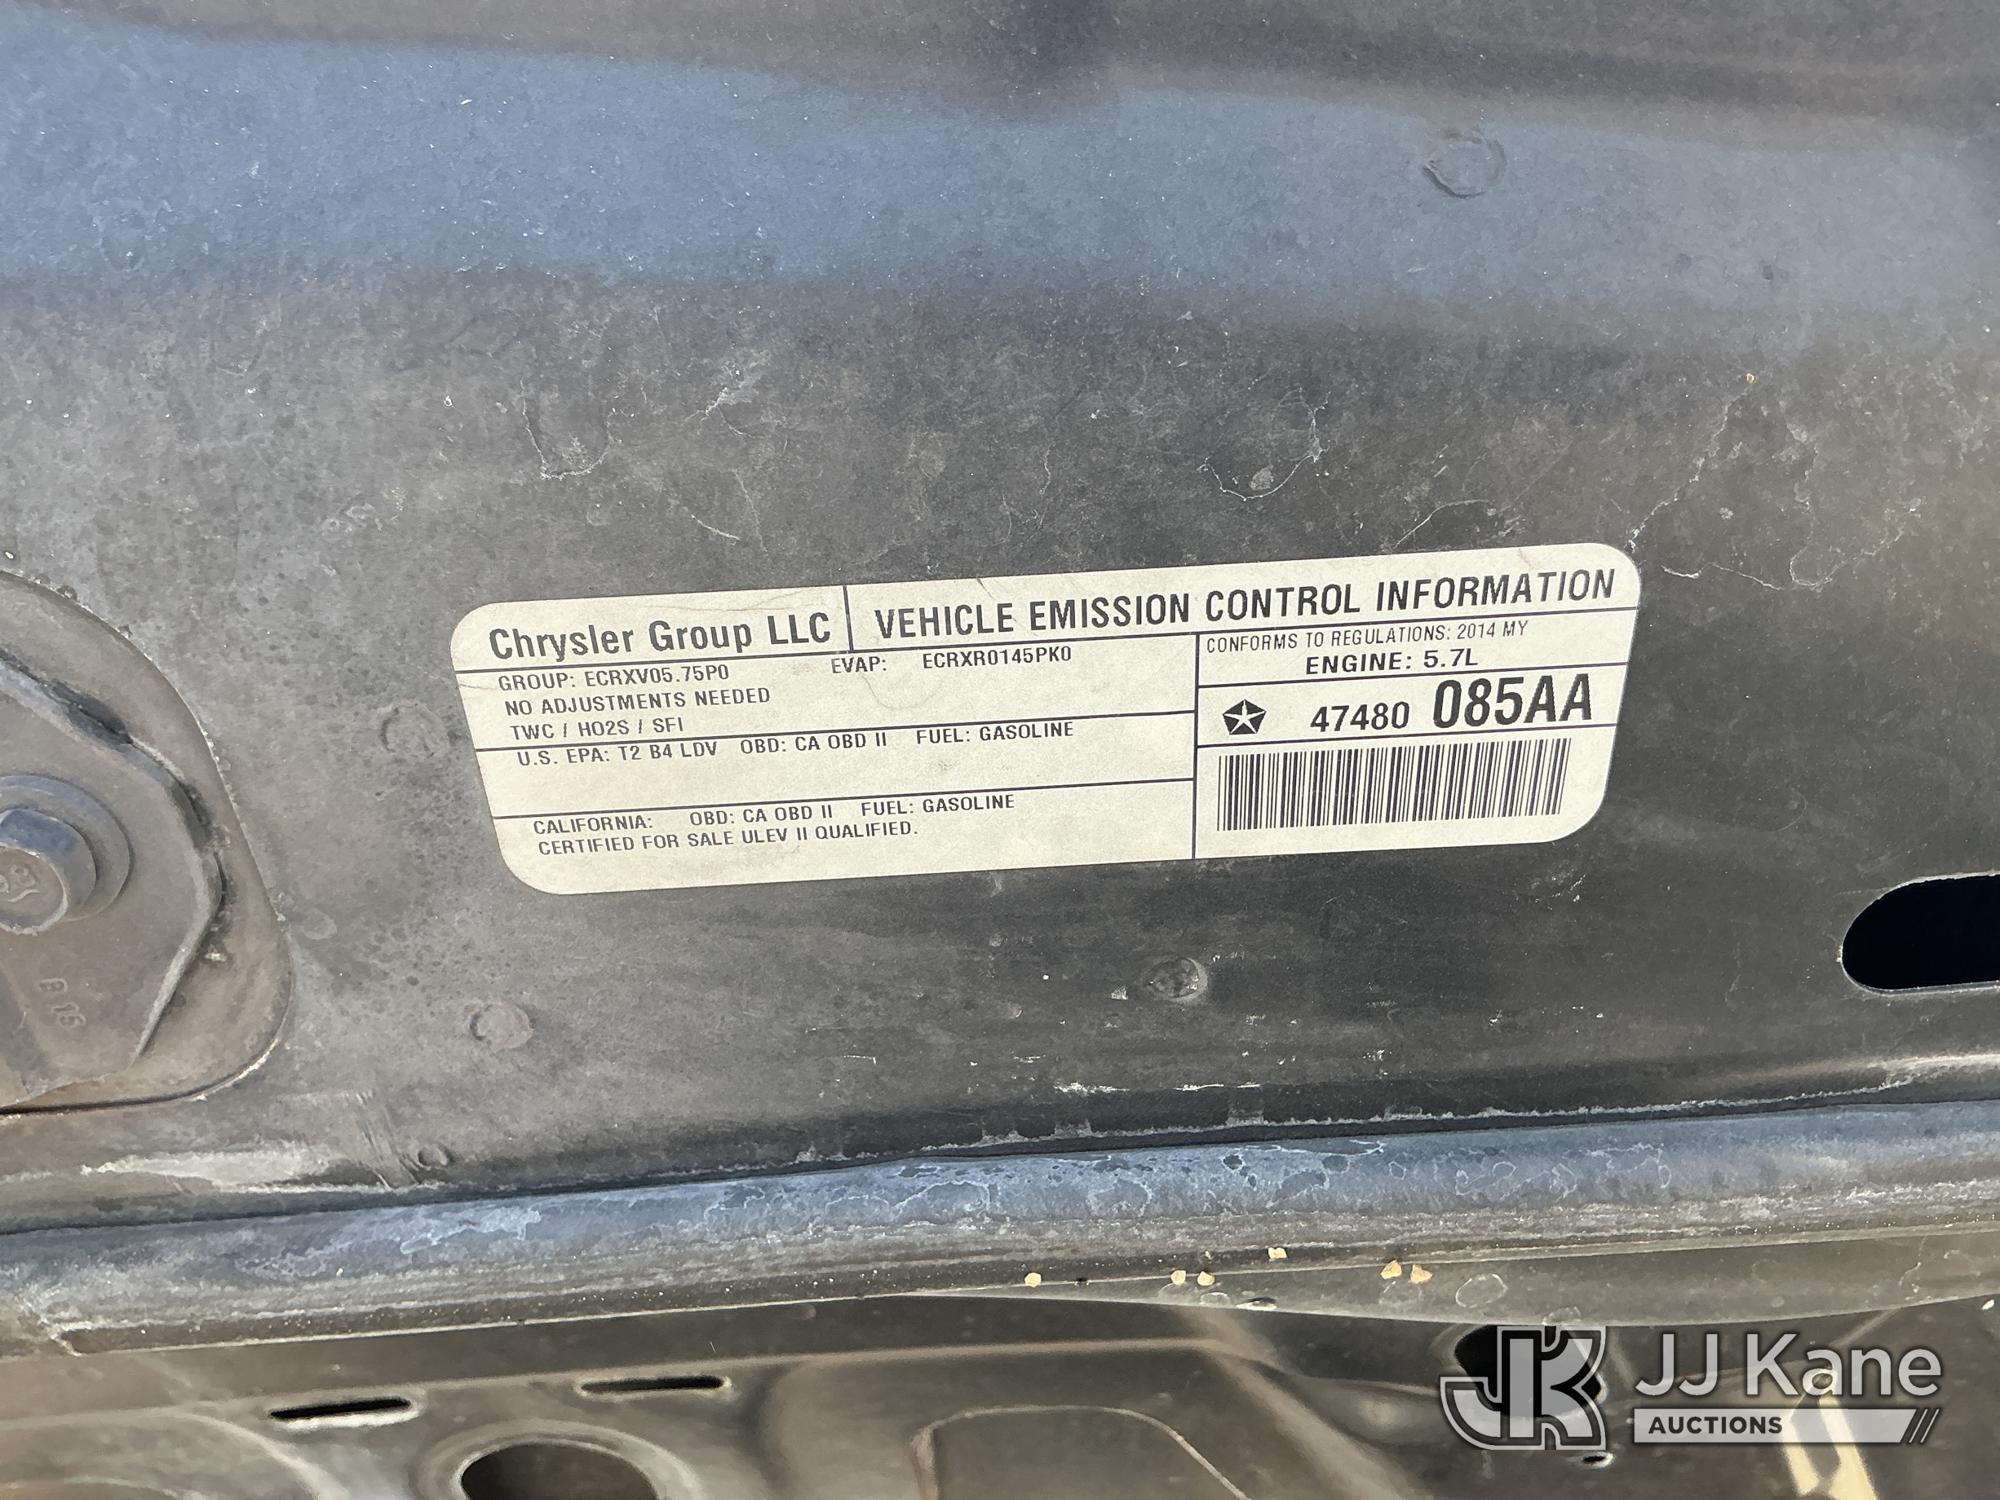 Chrysler Group LLC
VEHICLE EMISSION CONTROL INFORMATION
GROUP: ECRXV05.75P0 EVAP: ECRXR0145PK0
NO ADJUSTMENTS NEEDED
TWC / HO2S / SFI
U.S. EPA: T2 B4 LDV OBD: CA OBD II FUEL: GASOLINE
CALIFORNIA: OBD: CA OBD II FUEL: GASOLINE
CERTIFIED FOR SALE ULEV II QUALIFIED.
CONFORMS TO REGULATIONS: 2014 MY
ENGINE: 5.7L
47480 085AA
B 15
JK JJ Kane
AUCTIONS